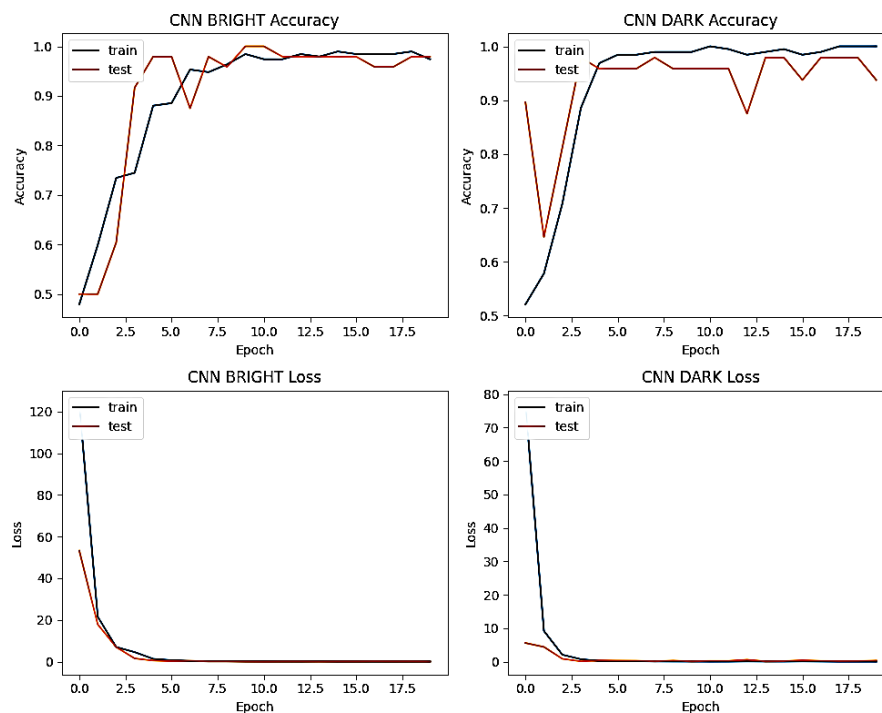 CNN BRIGHT Accuracy
train
test
1.0
0.9
0.8
0.7
0.6
0.5
Accuracy
0.0 2.5 5.0 7.5 10.0 12.5 15.0 17.5
Epoch
CNN DARK Accuracy
train
test
1.0
0.9
0.8
0.7
0.6
0.5
Accuracy
0.0 2.5 5.0 7.5 10.0 12.5 15.0 17.5
Epoch
CNN BRIGHT Loss
train
test
120
100
80
60
40
20
0
Loss
0.0 2.5 5.0 7.5 10.0 12.5 15.0 17.5
Epoch
CNN DARK Loss
train
test
80
70
60
50
40
30
20
10
0
Loss
0.0 2.5 5.0 7.5 10.0 12.5 15.0 17.5
Epoch